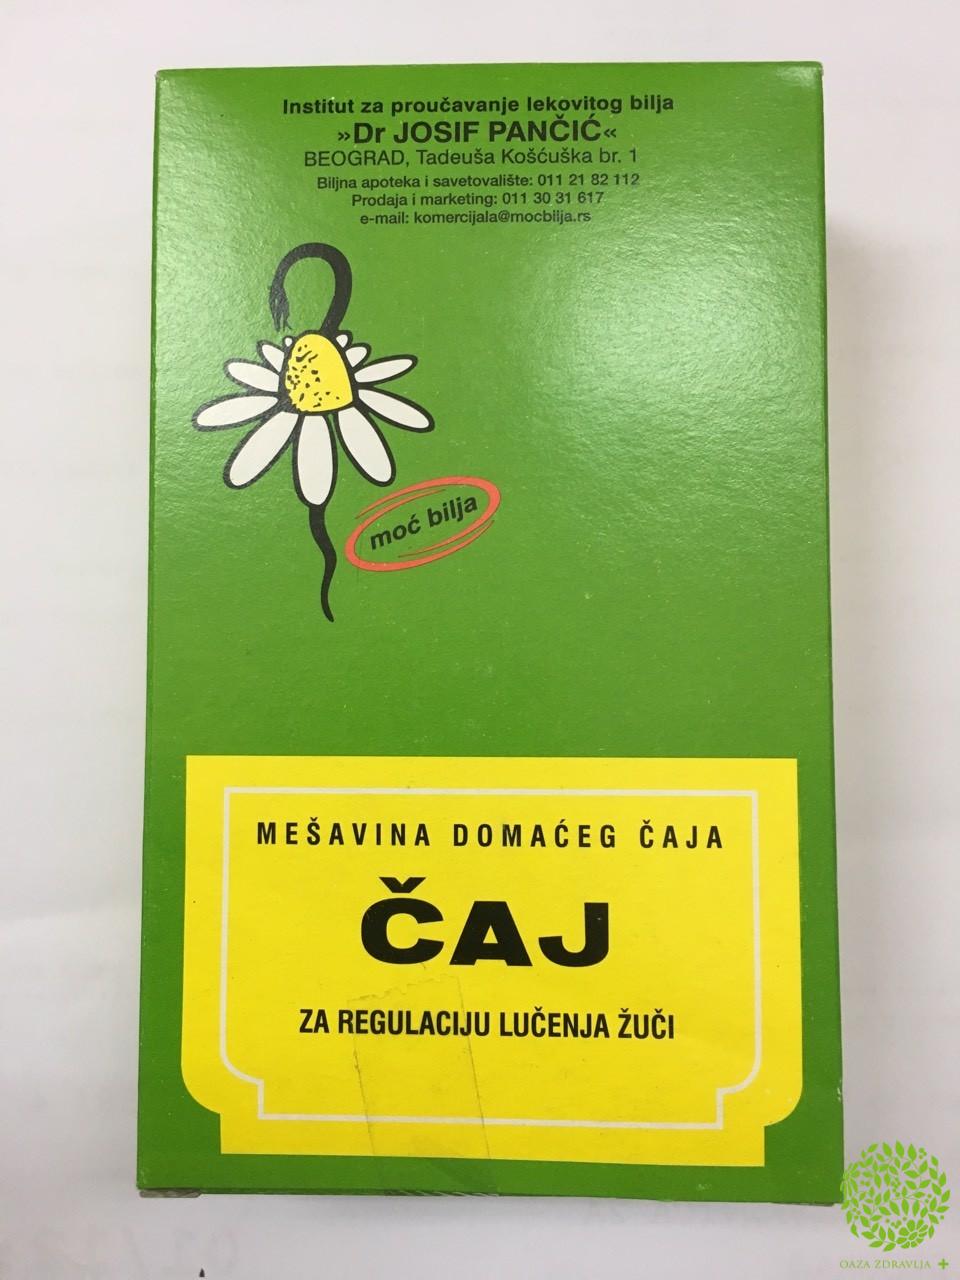 Institut za proučavanje lekovitog bilja
»Dr JOSIF PANČIĆ«
BEOGRAD, Tadeuša Košćuška br. 1
Biljna apoteka i savetovalište: 011 21 82 112
Prodaja i marketing: 011 30 31 617
e-mail: komercijala@mocbilja.rs
moć bilja
MEŠAVINA DOMAĆEG ČAJA
ČAJ
ZA REGULACIJU LUČENJA ŽUČI
OAZA ZDRAVLJA +